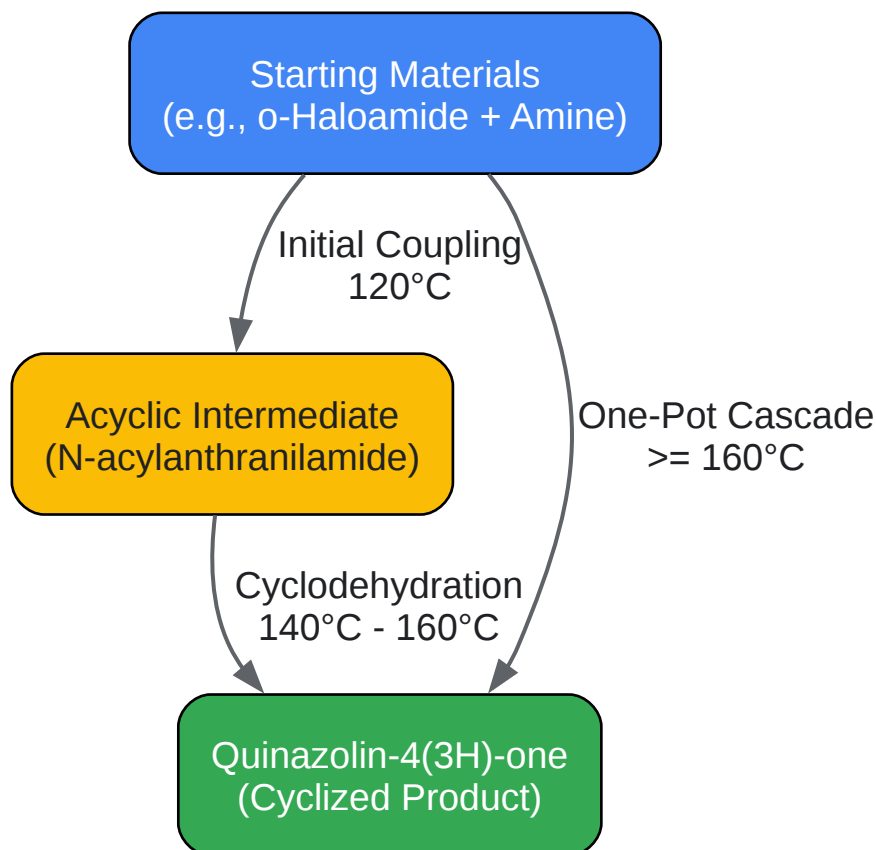 Starting Materials
(e.g., o-Haloamide + Amine)
Initial Coupling
120°C
Acyclic Intermediate
(N-acylanthranilamide)
One-Pot Cascade
>= 160°C
Cyclodehydration
140°C - 160°C
Quinazolin-4(3H)-one
(Cyclized Product)